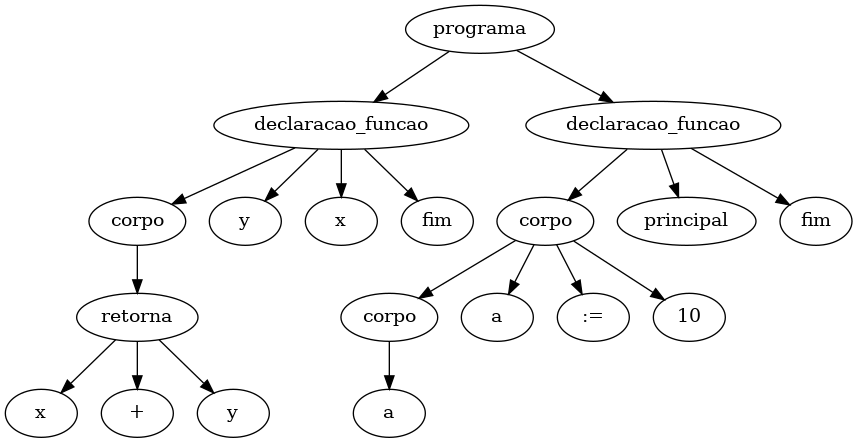 programa
declaracao_funcao declaracao_funcao
corpo y x fim corpo principal fim
retorna corpo a := 10
x + y a